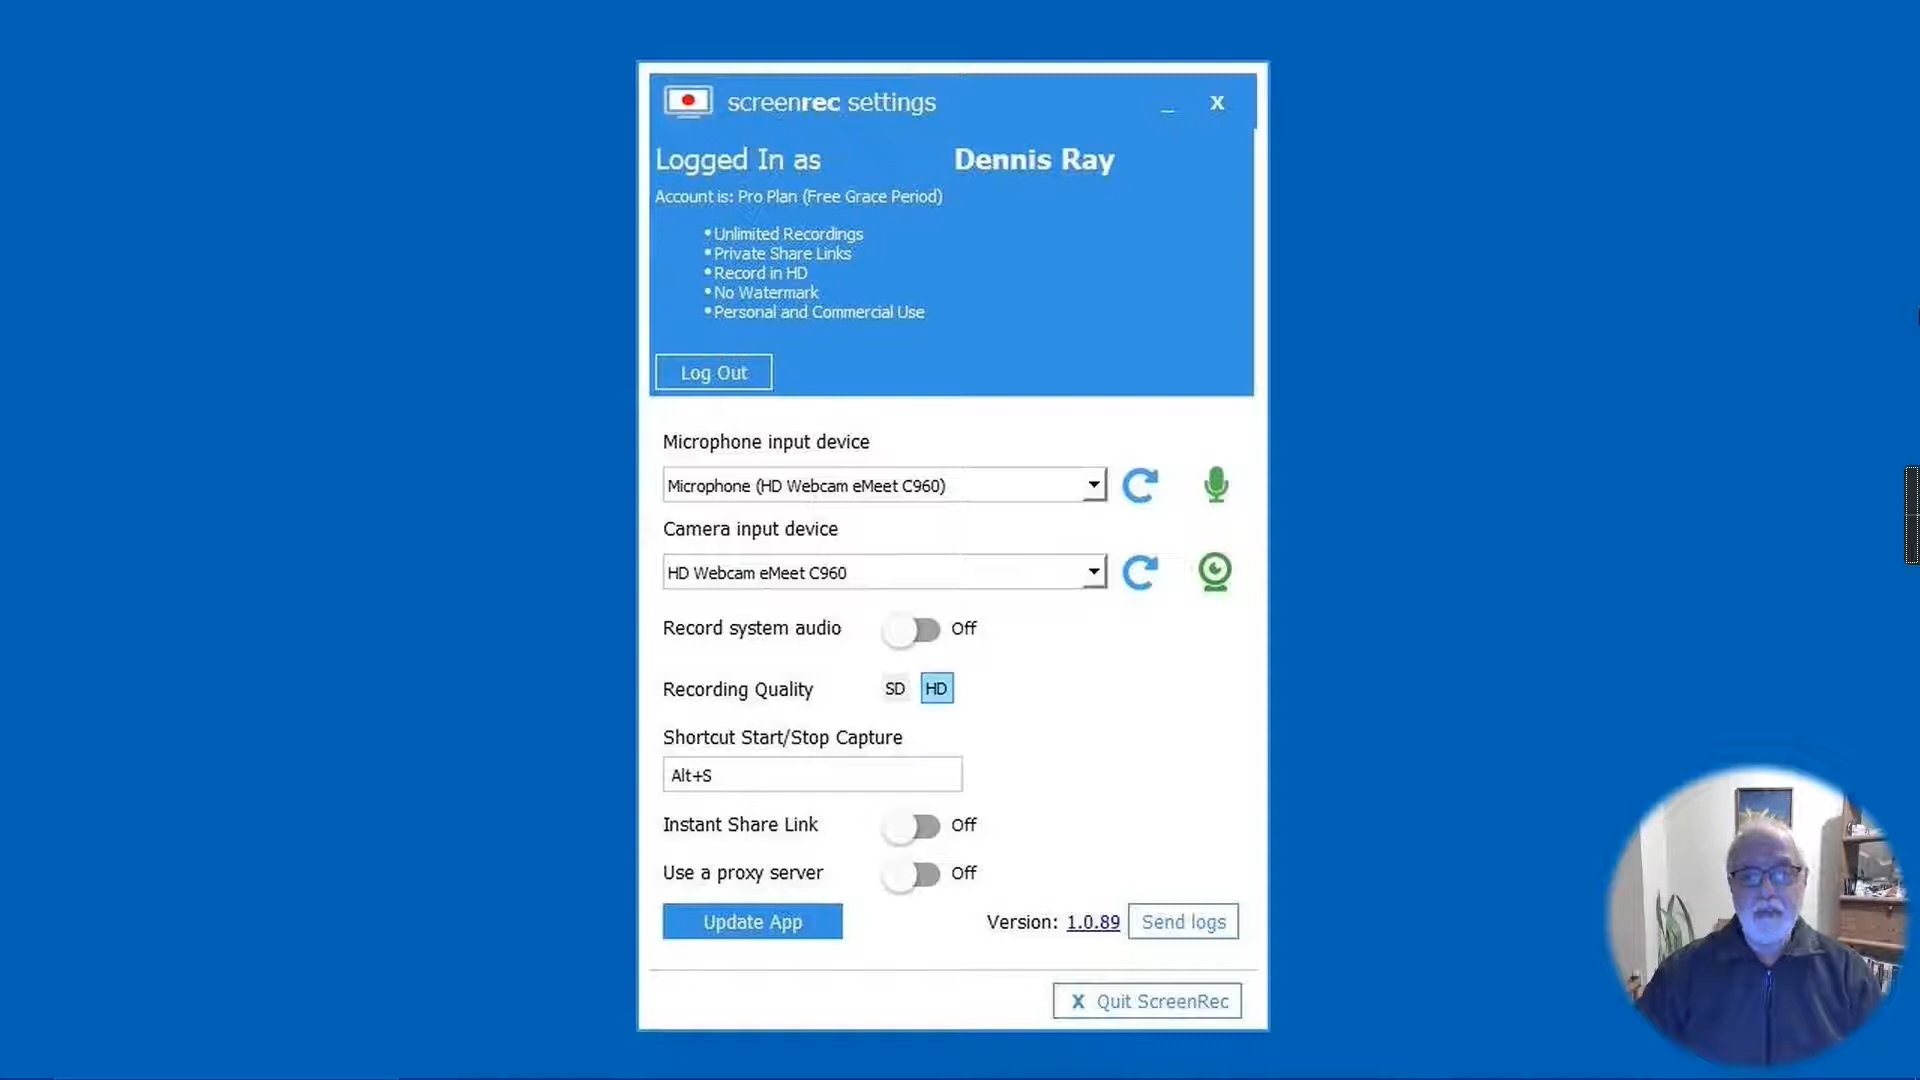 screenrec settings
_ X
Logged In as Dennis Ray
Account is: Pro Plan (Free Grace Period)
• Unlimited Recordings
• Private Share Links
• Record in HD
• No Watermark
• Personal and Commercial Use
Log Out
Microphone input device
Microphone (HD Webcam eMeet C960)
Camera input device
HD Webcam eMeet C960
Record system audio Off
Recording Quality SD HD
Shortcut Start/Stop Capture
Alt+S
Instant Share Link Off
Use a proxy server Off
Update App Version: 1.0.89 Send logs
X Quit ScreenRec